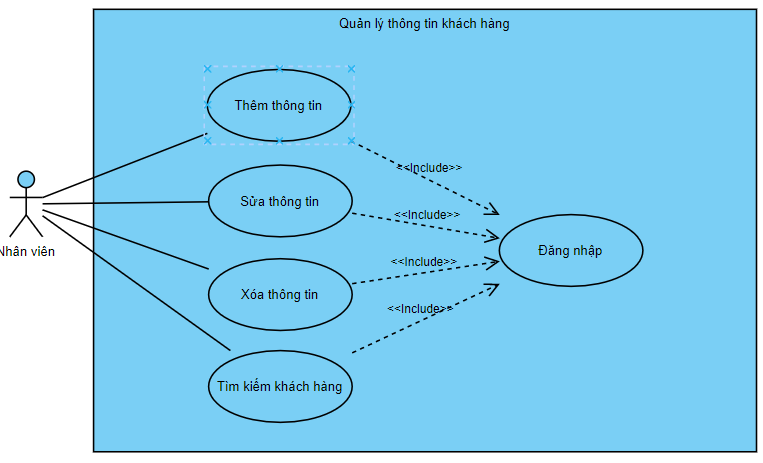 Quản lý thông tin khách hàng
Thêm thông tin
<<Include>>
Sửa thông tin
<<Include>>
Nhân viên
Đăng nhập
<<Include>>
Xóa thông tin
<<Include>>
Tìm kiếm khách hàng